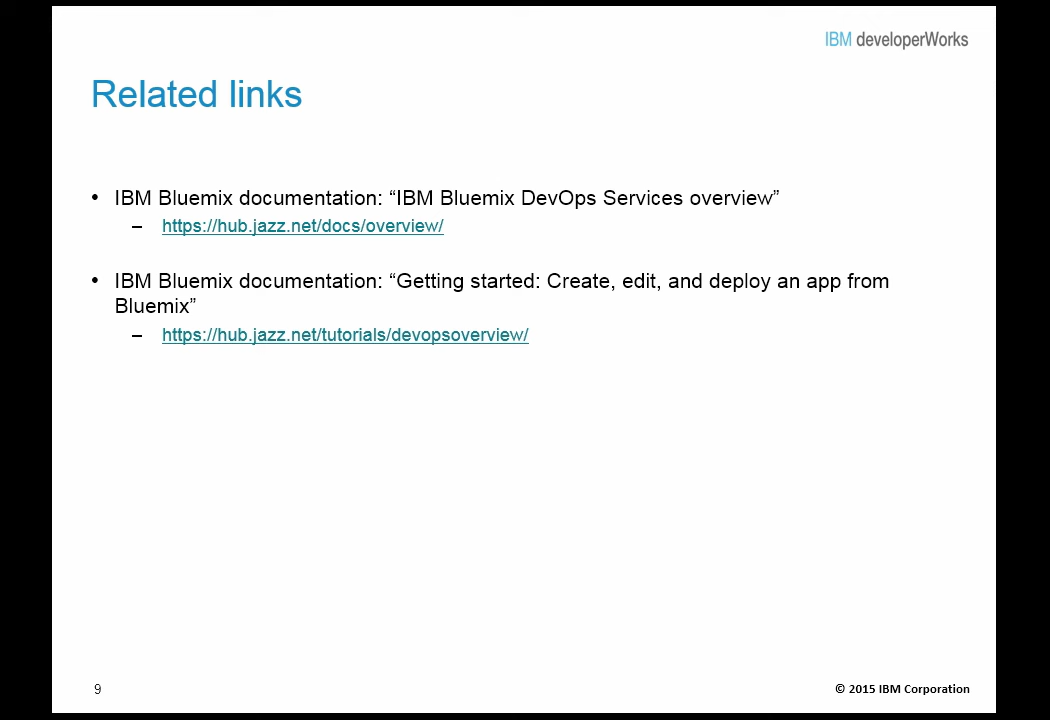 IBM developerWorks
Related links
• IBM Bluemix documentation: “IBM Bluemix DevOps Services overview”
– https://hub.jazz.net/docs/overview/
• IBM Bluemix documentation: “Getting started: Create, edit, and deploy an app from
Bluemix”
– https://hub.jazz.net/tutorials/devopsoverview/
9
© 2015 IBM Corporation